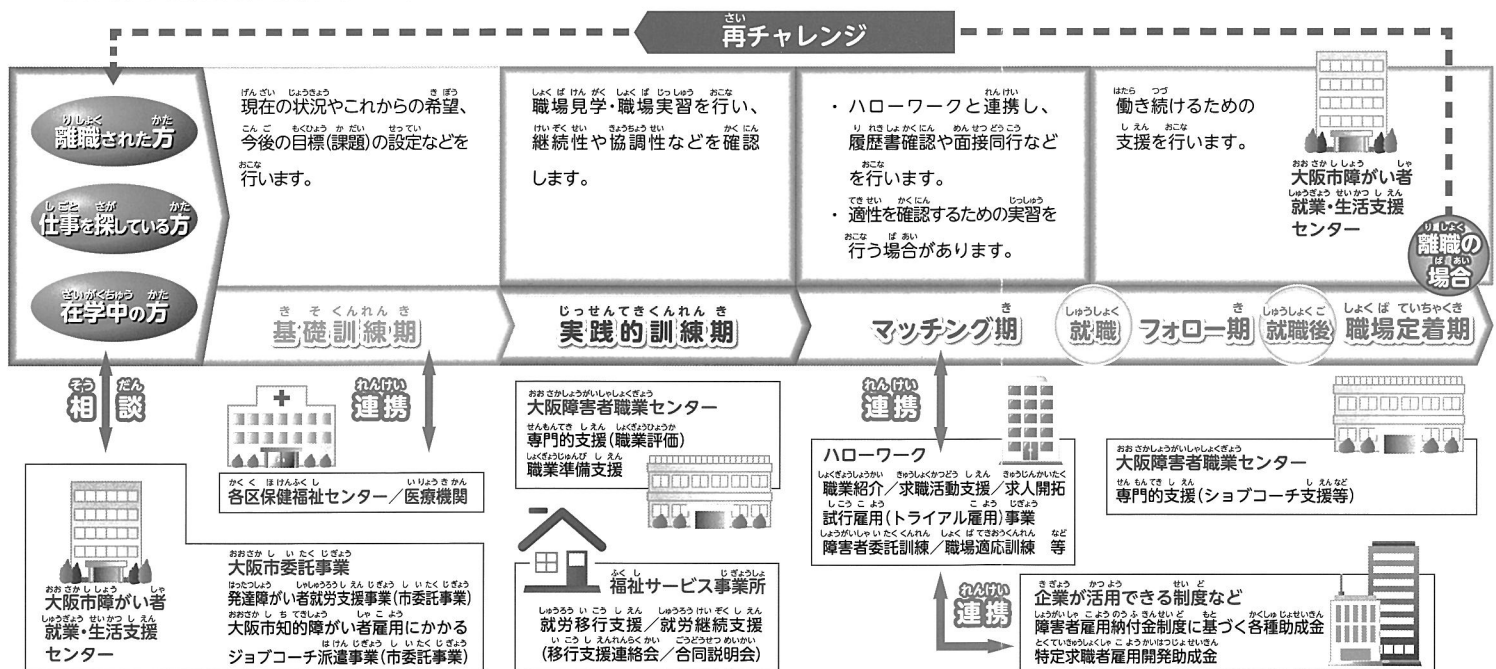 再チャレンジ
離職された方
仕事を探している方
在学中の方
現在の状況やこれからの希望、
今後の目標(課題)の設定などを
行います。
職場見学・職場実習を行い、
継続性や協調性などを確認
します。
・ ハローワークと連携し、
履歴書確認や面接同行など
を行います。
・ 適性を確認するための実習を
行う場合があります。
働き続けるための
支援を行います。
大阪市障がい者
就業・生活支援
センター
離職の
場合
基礎訓練期
実践的訓練期
マッチング期
就職
フォロー期
就職後
職場定着期
相談
連携
連携
大阪市障がい者
就業・生活支援
センター
各区保健福祉センター/医療機関
大阪市委託事業
発達障がい者就労支援事業(市委託事業)
大阪市知的障がい者雇用にかかる
ジョブコーチ派遣事業(市委託事業)
大阪障害者職業センター
専門的支援(職業評価)
職業準備支援
福祉サービス事業所
就労移行支援/就労継続支援
(移行支援連絡会/合同説明会)
ハローワーク
職業紹介/求職活動支援/求人開拓
試行雇用(トライアル雇用)事業
障害者委託訓練/職場適応訓練 等
大阪障害者職業センター
専門的支援(ショブコーチ支援等)
連携
企業が活用できる制度など
障害者雇用納付金制度に基づく各種助成金
特定求職者雇用開発助成金